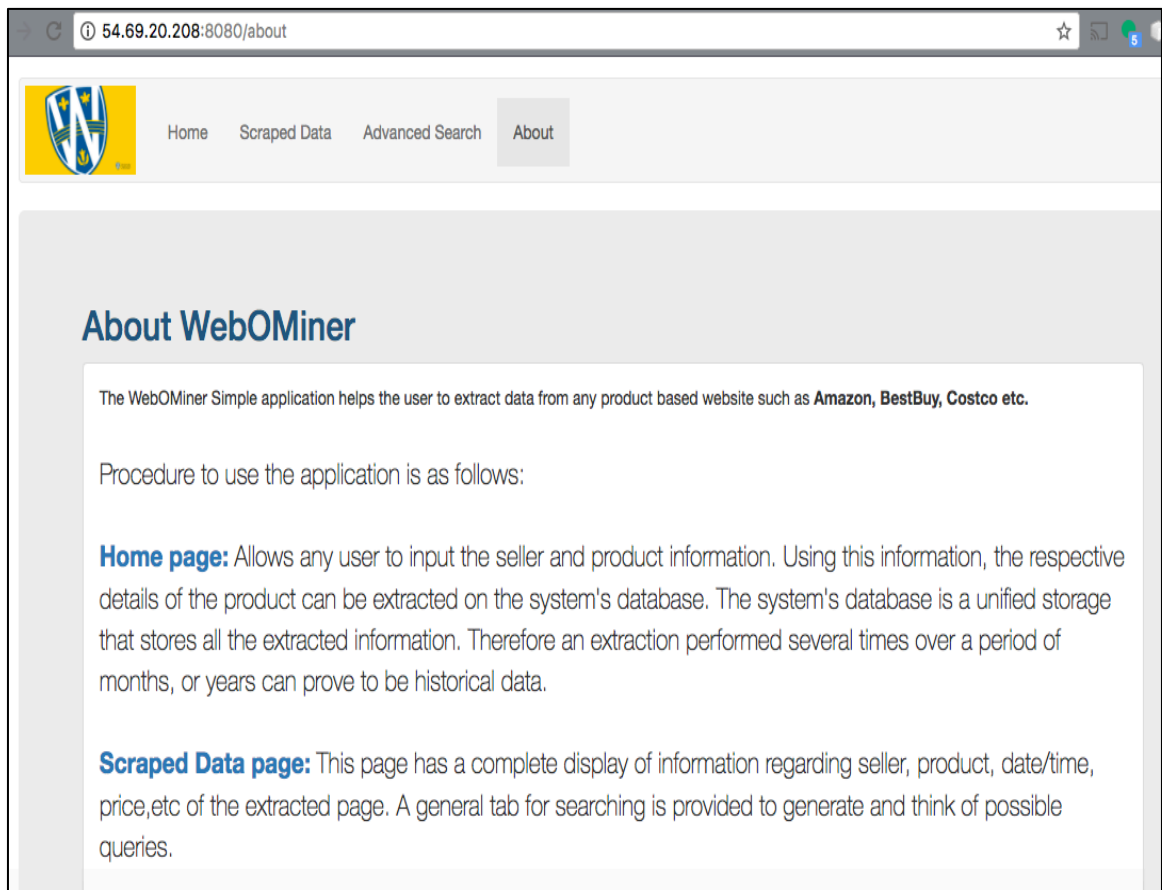 54.69.20.208:8080/about
5
W
Home Scraped Data Advanced Search About
About WebOMiner
The WebOMiner Simple application helps the user to extract data from any product based website such as Amazon, BestBuy, Costco etc.
Procedure to use the application is as follows:
Home page: Allows any user to input the seller and product information. Using this information, the respective
details of the product can be extracted on the system's database. The system's database is a unified storage
that stores all the extracted information. Therefore an extraction performed several times over a period of
months, or years can prove to be historical data.
Scraped Data page: This page has a complete display of information regarding seller, product, date/time,
price,etc of the extracted page. A general tab for searching is provided to generate and think of possible
queries.